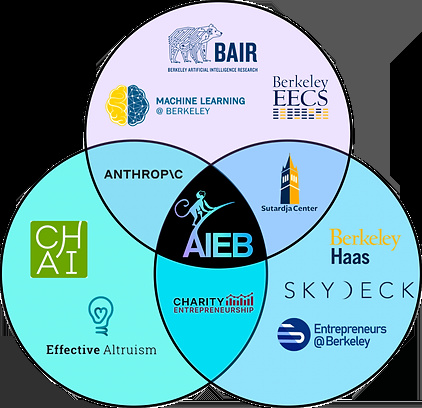 BAIR
BERKELEY ARTIFICIAL INTELLIGENCE RESEARCH
MACHINE LEARNING
@ BERKELEY
Berkeley
EECS
ANTHROP\C
Sutardja Center
AIEB
CH
AI
Berkeley
Haas
SKYDECK
CHARITY
ENTREPRENEURSHIP
Entrepreneurs
@Berkeley
Effective Altruism